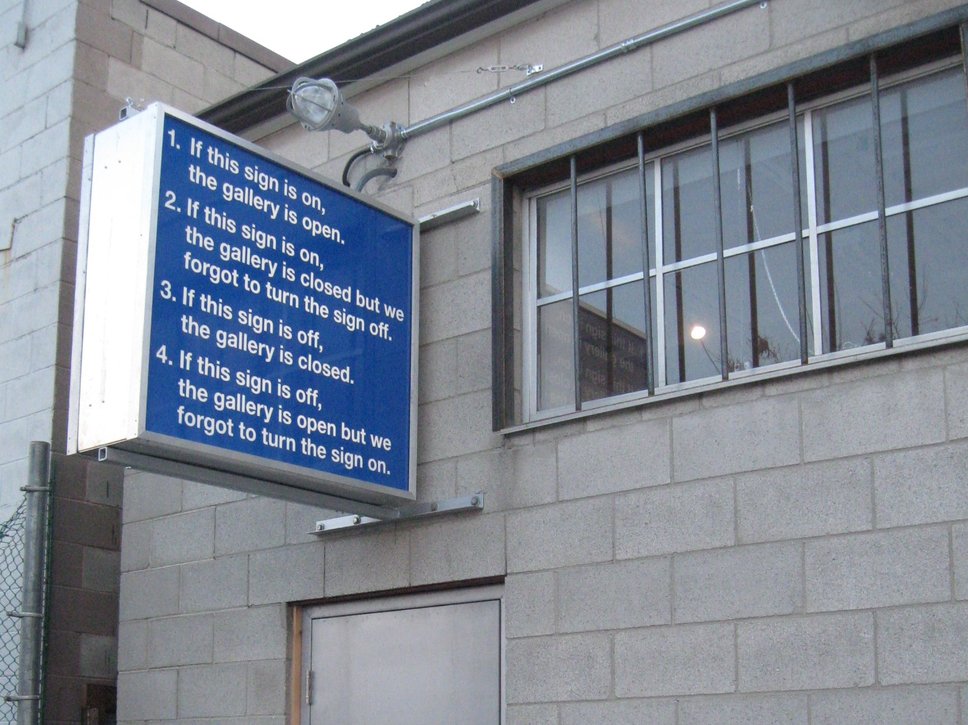 1. If this sign is on,
the gallery is open.
2. If this sign is on,
the gallery is closed but we
forgot to turn the sign off.
3. If this sign is off,
the gallery is closed.
4. If this sign is off,
the gallery is open but we
forgot to turn the sign on.